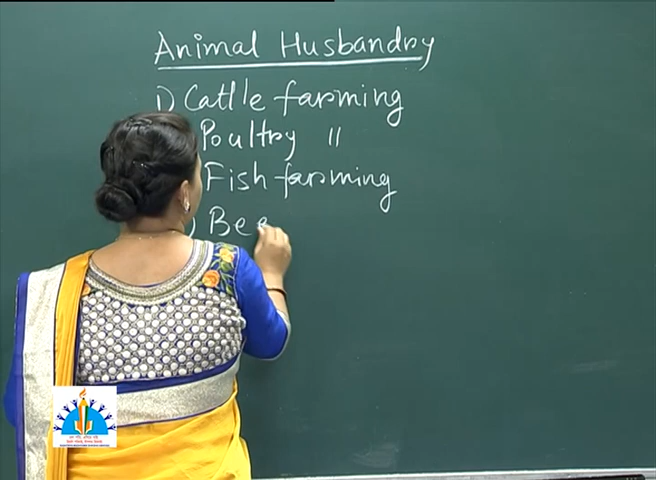 Animal Husbandry
1) Cattle farming
Poultry "
Fish farming
) Bee